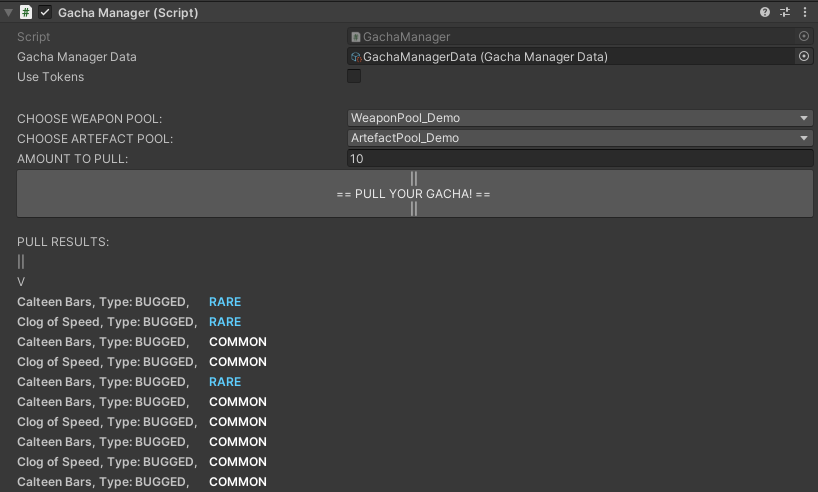 Gacha Manager (Script)
Script GachaManager
Gacha Manager Data GachaManagerData (Gacha Manager Data)
Use Tokens
CHOOSE WEAPON POOL: WeaponPool_Demo
CHOOSE ARTEFACT POOL: ArtefactPool_Demo
AMOUNT TO PULL: 10
||
== PULL YOUR GACHA! ==
||
PULL RESULTS:
||
V
Calteen Bars, Type: BUGGED, RARE
Clog of Speed, Type: BUGGED, RARE
Calteen Bars, Type: BUGGED, COMMON
Clog of Speed, Type: BUGGED, COMMON
Calteen Bars, Type: BUGGED, RARE
Calteen Bars, Type: BUGGED, COMMON
Clog of Speed, Type: BUGGED, COMMON
Calteen Bars, Type: BUGGED, COMMON
Clog of Speed, Type: BUGGED, COMMON
Calteen Bars, Type: BUGGED, COMMON